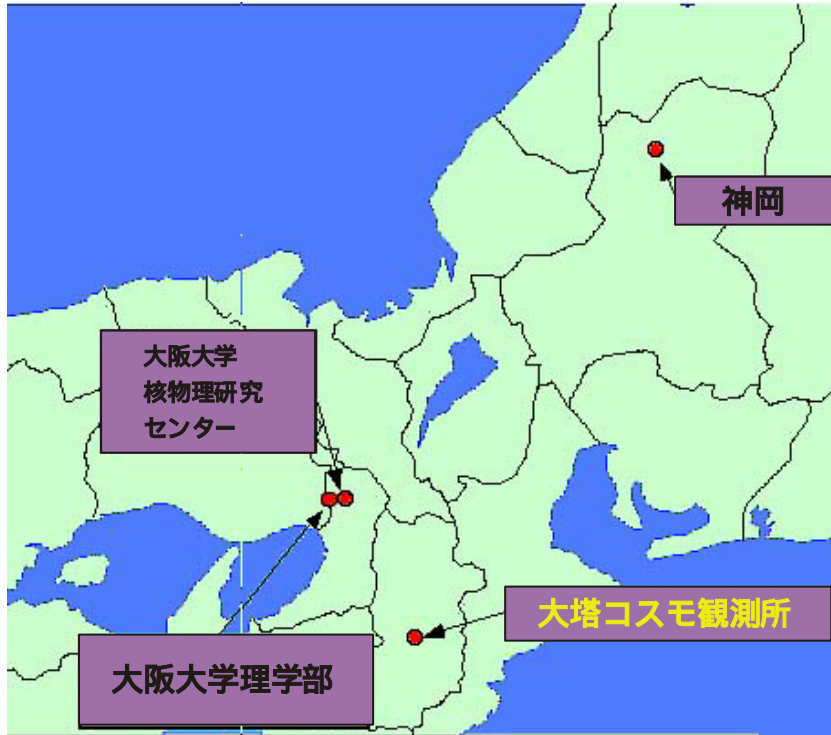 神岡
大阪大学
核物理研究
センター
大塔コスモ観測所
大阪大学理学部